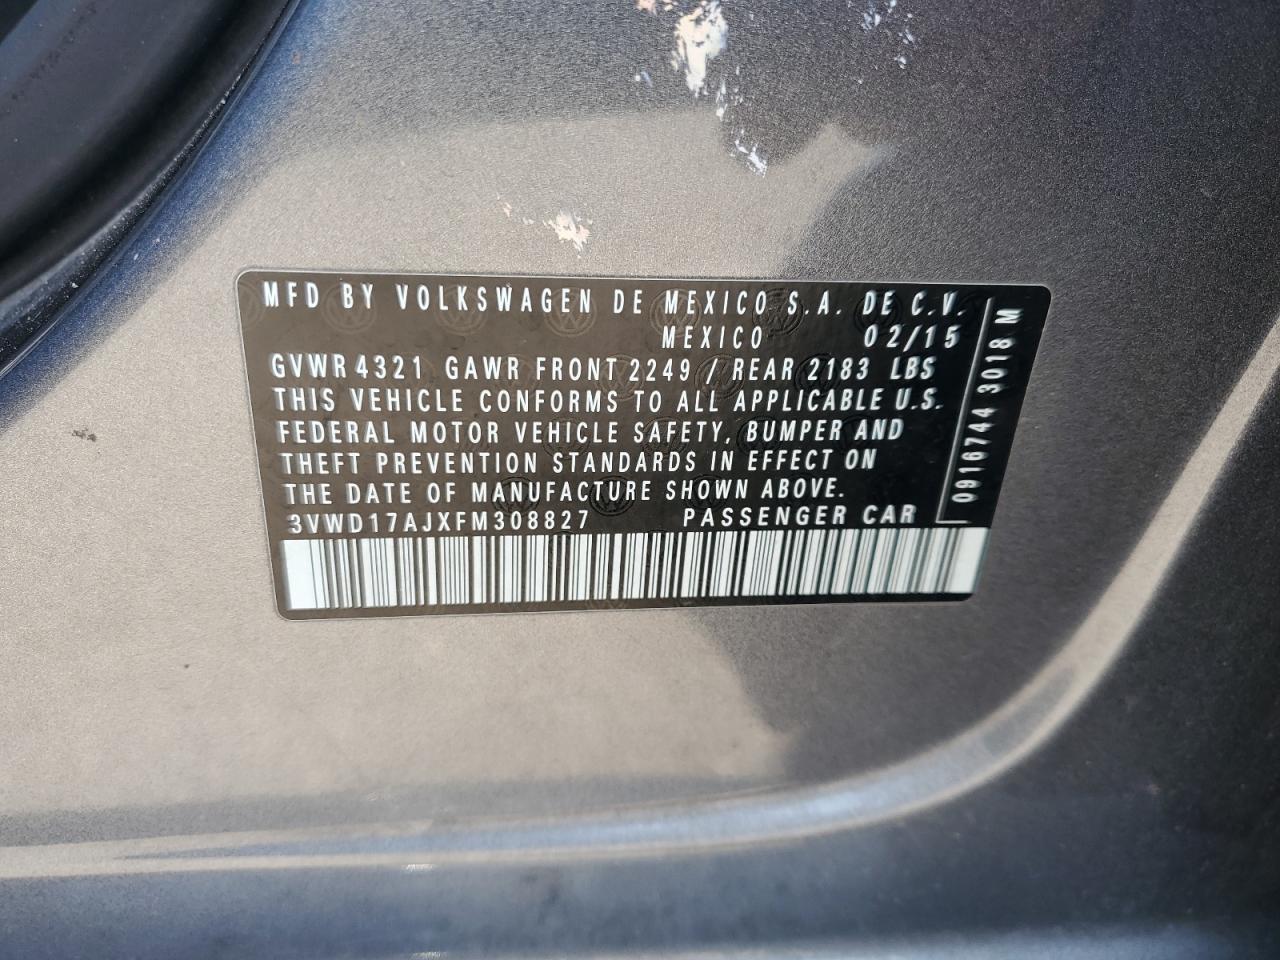 MFD BY VOLKSWAGEN DE MEXICO S.A. DE C.V.
MEXICO 02/15
GVWR 4321 GAWR FRONT 2249 / REAR 2183 LBS
THIS VEHICLE CONFORMS TO ALL APPLICABLE U.S.
FEDERAL MOTOR VEHICLE SAFETY, BUMPER AND
THEFT PREVENTION STANDARDS IN EFFECT ON
THE DATE OF MANUFACTURE SHOWN ABOVE.
3VWD17AJXFM308827 PASSENGER CAR
0916744 3018 M